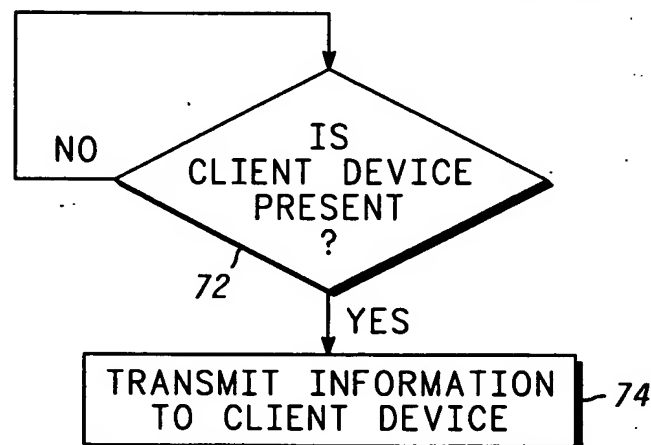 IS
CLIENT DEVICE
PRESENT
?
NO
72
YES
TRANSMIT INFORMATION
TO CLIENT DEVICE
74